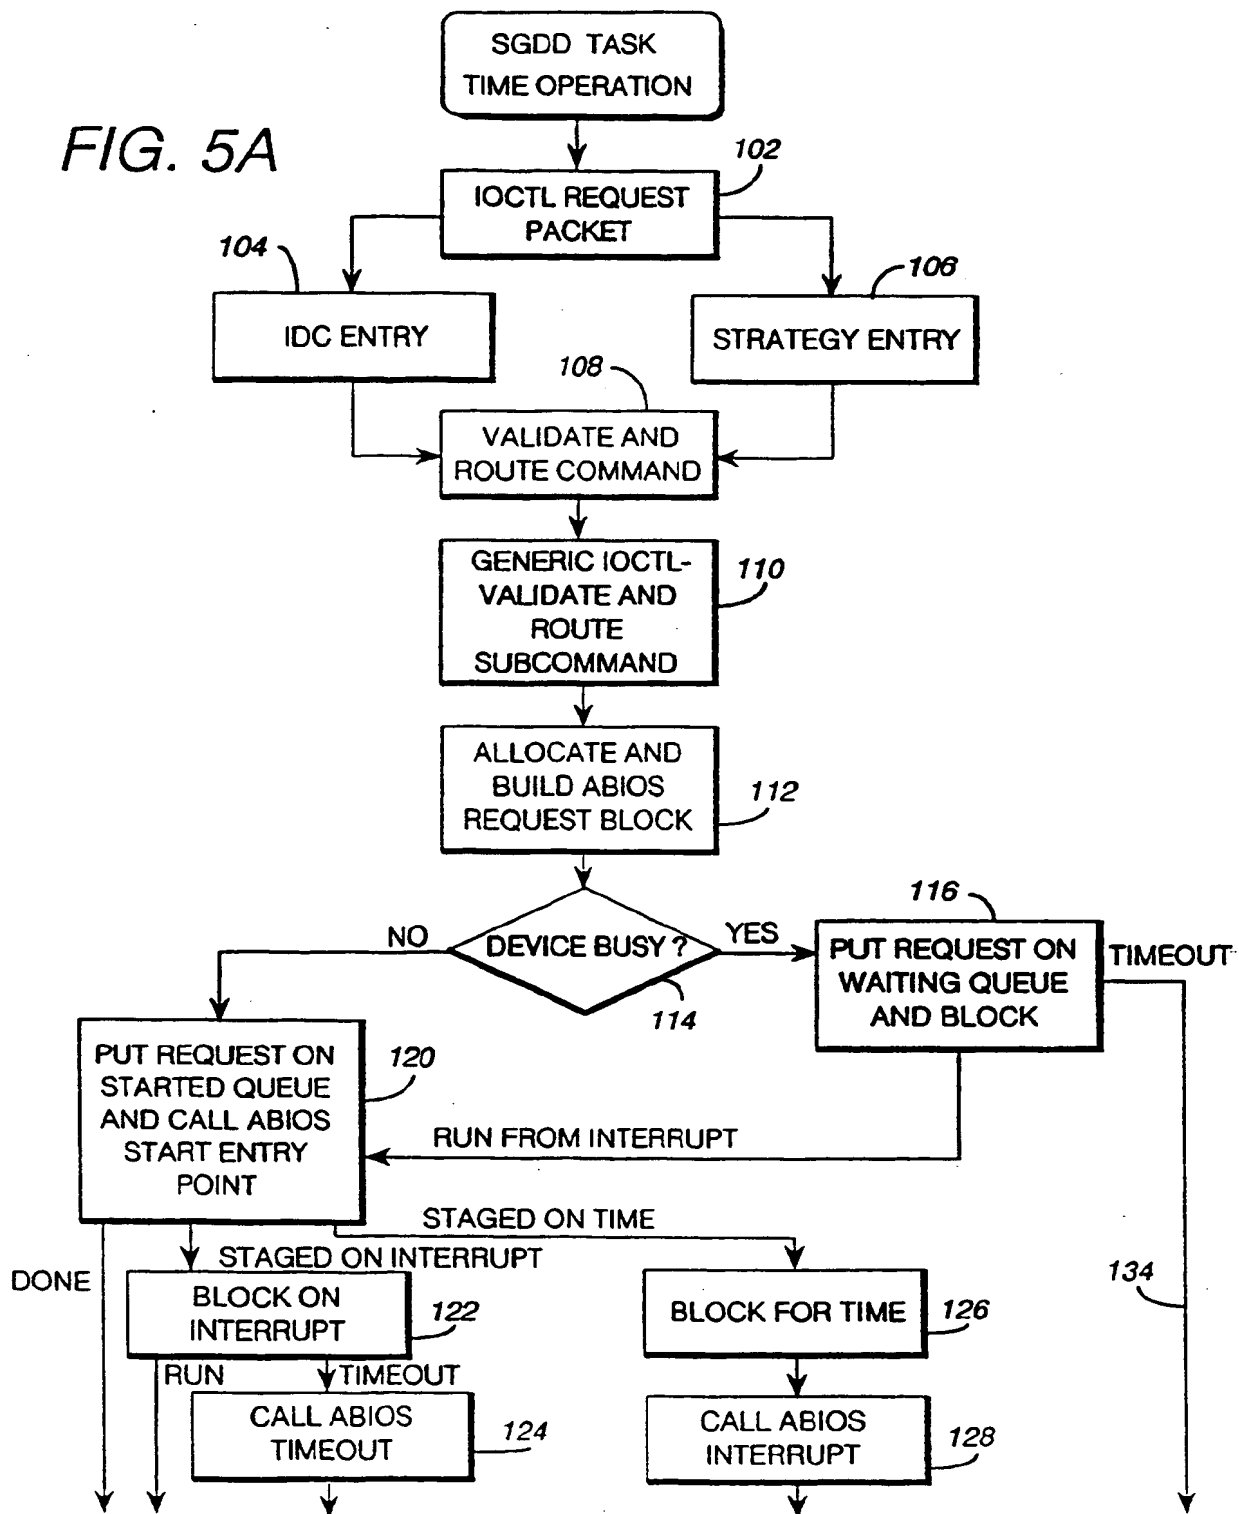 SGDD TASK
TIME OPERATION
FIG. 5A
102
IOCTL REQUEST
PACKET
104
106
IDC ENTRY
STRATEGY ENTRY
108
VALIDATE AND
ROUTE COMMAND
GENERIC IOCTL-
VALIDATE AND
ROUTE
SUBCOMMAND
110
ALLOCATE AND
BUILD ABIOS
REQUEST BLOCK
112
116
NO
DEVICE BUSY ?
YES
114
PUT REQUEST ON
WAITING QUEUE
AND BLOCK
TIMEOUT
PUT REQUEST ON
STARTED QUEUE
AND CALL ABIOS
START ENTRY
POINT
120
RUN FROM INTERRUPT
STAGED ON TIME
STAGED ON INTERRUPT
DONE
134
BLOCK ON
INTERRUPT
122
BLOCK FOR TIME
126
RUN
TIMEOUT
CALL ABIOS
TIMEOUT
124
CALL ABIOS
INTERRUPT
128